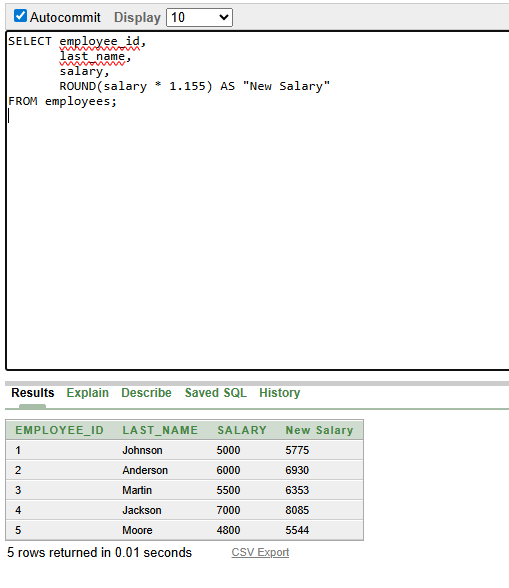 Autocommit Display 10
SELECT employee_id,
last_name,
salary,
ROUND(salary * 1.155) AS "New Salary"
FROM employees;
Results Explain Describe Saved SQL History
EMPLOYEE_ID LAST_NAME SALARY New Salary
1 Johnson 5000 5775
2 Anderson 6000 6930
3 Martin 5500 6353
4 Jackson 7000 8085
5 Moore 4800 5544
5 rows returned in 0.01 seconds CSV Export